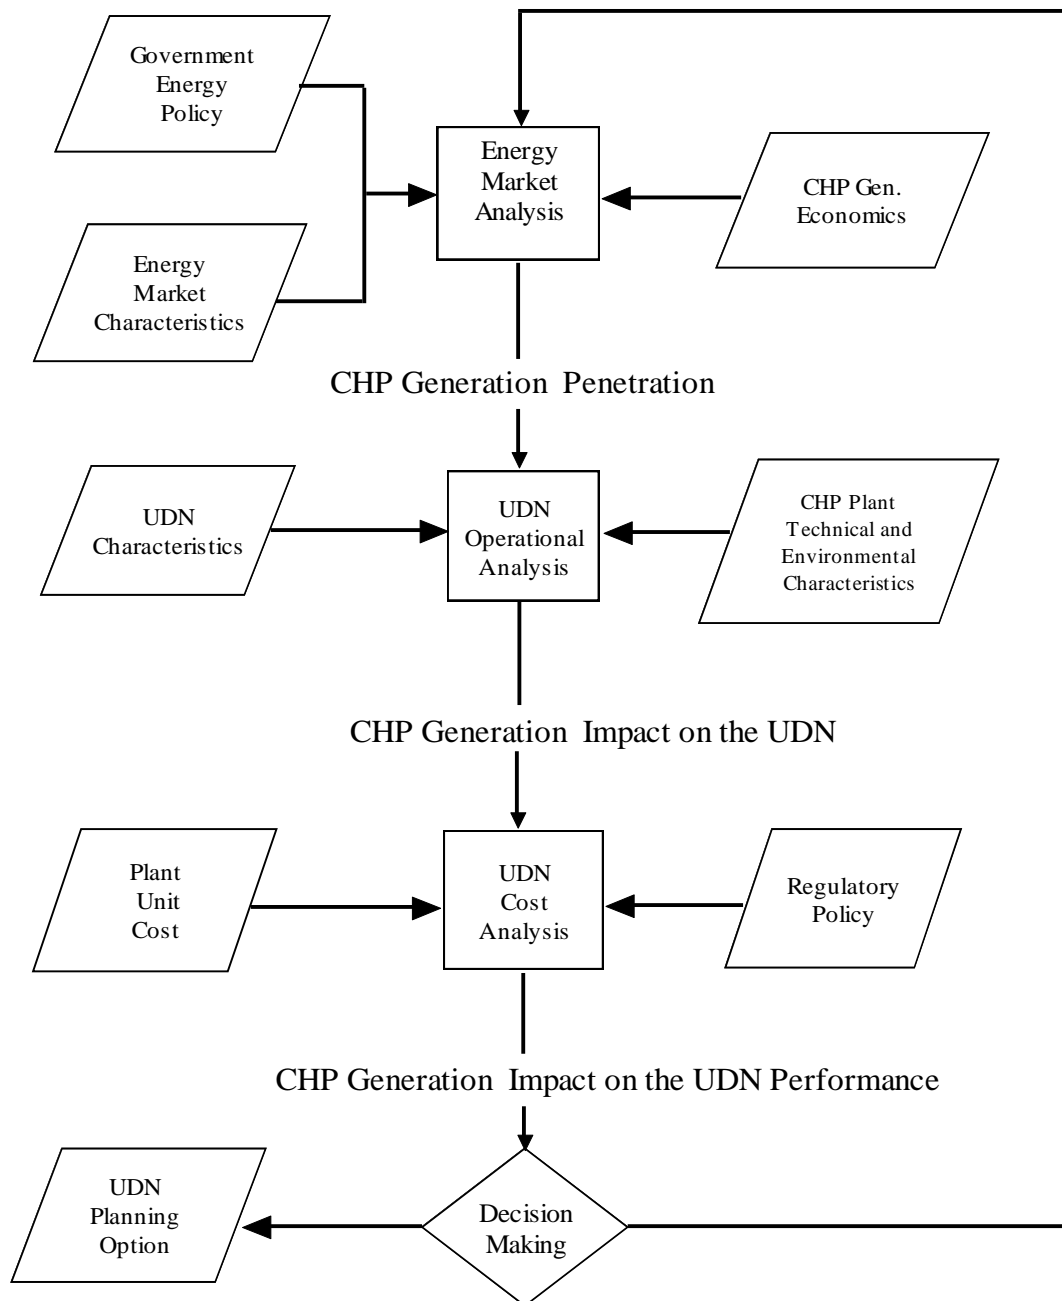 Government
Energy
Policy
Energy
Market
Analysis
CHP Gen.
Economics
Energy
Market
Characteristics
CHP Generation Penetration
UDN
Characteristics
UDN
Operational
Analysis
CHP Plant
Technical and
Environmental
Characteristics
CHP Generation Impact on the UDN
Plant
Unit
Cost
UDN
Cost
Analysis
Regulatory
Policy
CHP Generation Impact on the UDN Performance
UDN
Planning
Option
Decision
Making